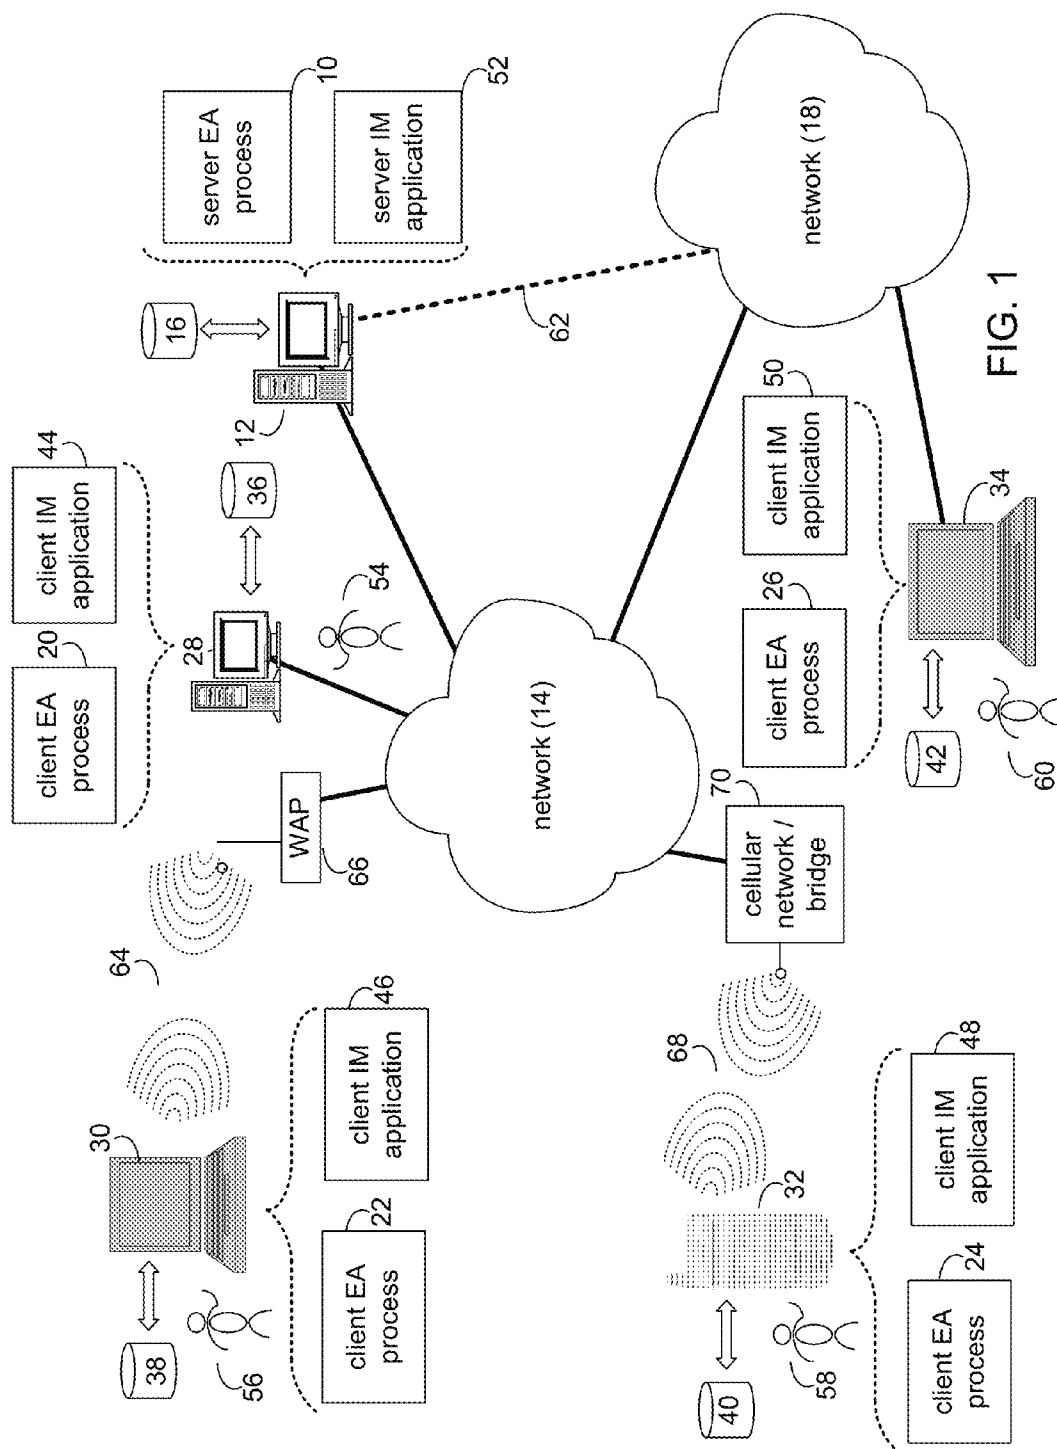 client EA
process
20
client IM
application
44
64
30
38
56
client EA
process
22
client IM
application
46
WAP
66
28
36
54
16
12
server EA
process
10
server IM
application
52
network (14)
62
network (18)
68
32
40
58
client EA
process
24
client IM
application
48
cellular
network /
bridge
70
client EA
process
26
client IM
application
50
42
60
34
FIG. 1